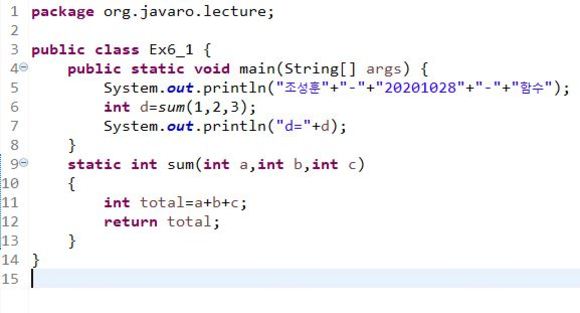 1 package org.javaro.lecture;
2
3 public class Ex6_1 {
4     public static void main(String[] args) {
5         System.out.println("조성훈"+"-"+"20201028"+"-"+"함수");
6         int d=sum(1,2,3);
7         System.out.println("d="+d);
8     }
9     static int sum(int a,int b,int c)
10     {
11         int total=a+b+c;
12         return total;
13     }
14 }
15